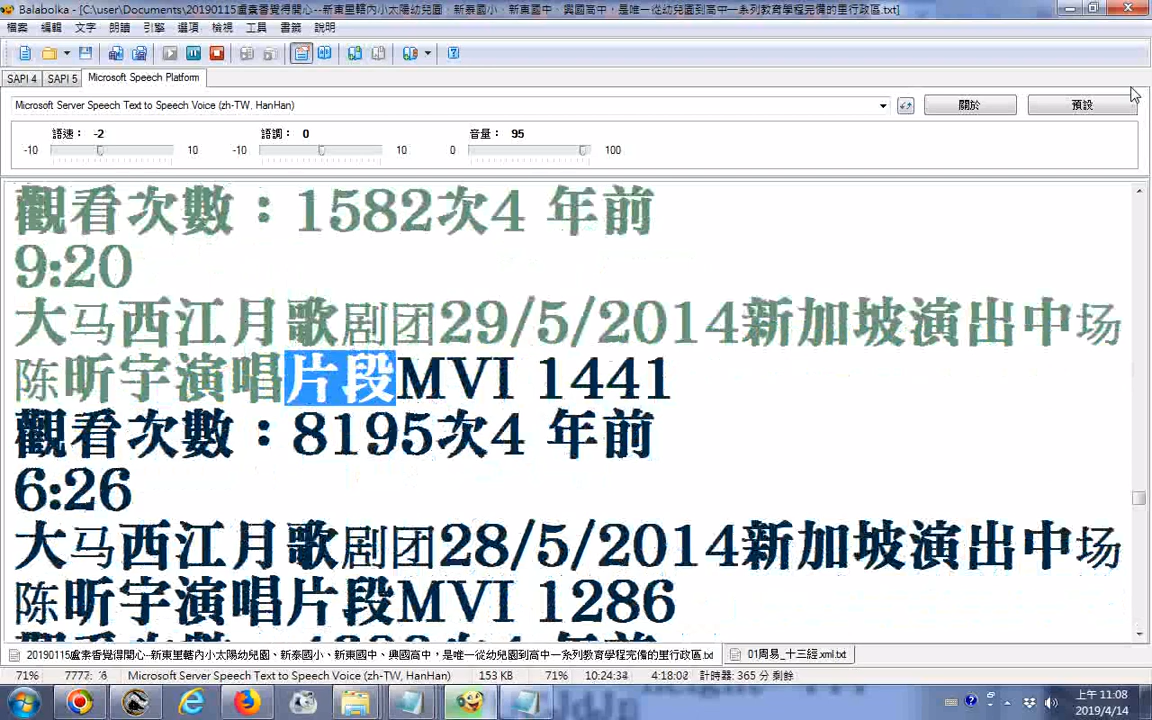 Balabolka - [C:\user\Documents\20190115盧素香覺得開心--新東里轄內小太陽幼兒園、新泰國小、新東國中、興國高中，是唯一從幼兒園到高中一系列教育學程完備的里行政區.txt]
檔案 編輯 文字 朗讀 引擎 選項 檢視 工具 書籤 說明
SAPI 4 SAPI 5 Microsoft Speech Platform
Microsoft Server Speech Text to Speech Voice (zh-TW, HanHan) 關於 預設
語速： -2 語調： 0 音量： 95
-10 10 -10 10 0 100
觀看次數：1582次4 年前
9:20
大马西江月歌剧团29/5/2014新加坡演出中场
陈昕宇演唱片段MVI 1441
觀看次數：8195次4 年前
6:26
大马西江月歌剧团28/5/2014新加坡演出中场
陈昕宇演唱片段MVI 1286
20190115盧素香覺得開心--新東里轄內小太陽幼兒園、新泰國小、新東國中、興國高中，是唯一從幼兒園到高中一系列教育學程完備的里行政區.txt 01周易_十三經.xml.txt
71% Microsoft Server Speech Text to Speech Voice (zh-TW, HanHan) 153 KB 71% 10:24:34 4:18:02 計時器: 365 分 剩餘
上午 11:08
2019/4/14